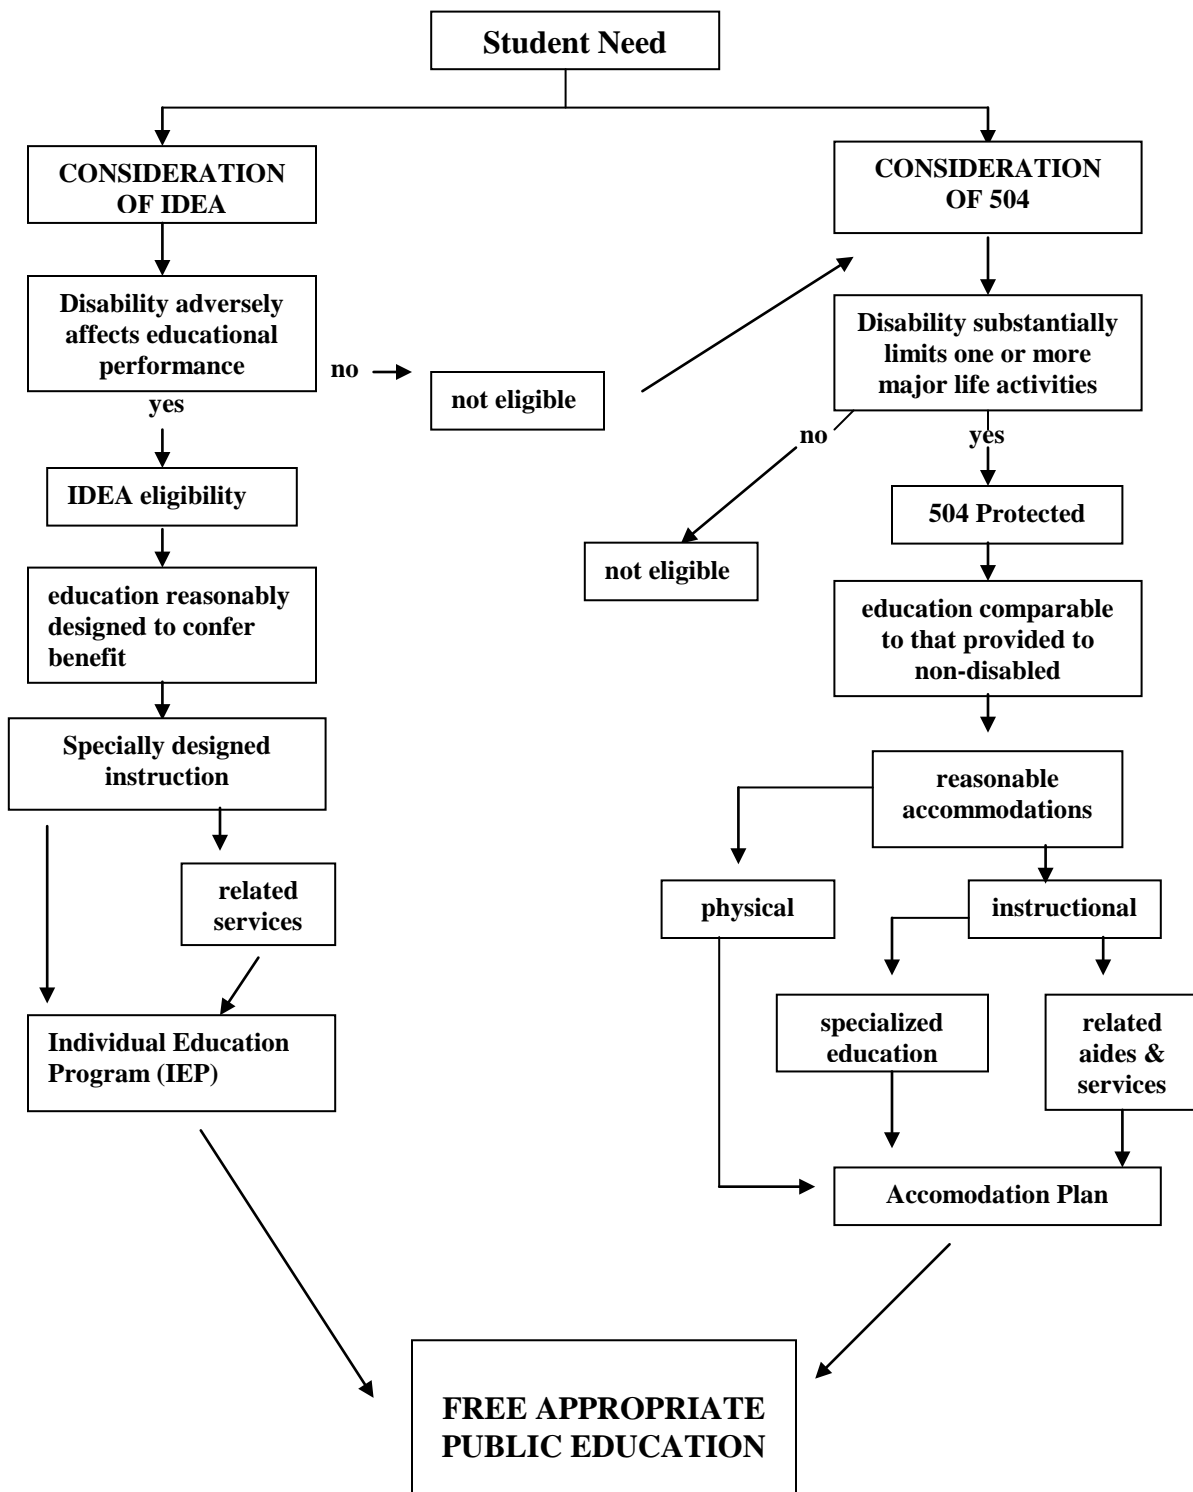 Student Need
CONSIDERATION
OF IDEA
CONSIDERATION
OF 504
Disability adversely
affects educational
performance
no
not eligible
Disability substantially
limits one or more
major life activities
yes
no
yes
IDEA eligibility
504 Protected
not eligible
education reasonably
designed to confer
benefit
education comparable
to that provided to
non-disabled
Specially designed
instruction
reasonable
accommodations
related
services
physical
instructional
specialized
education
related
aides &
services
Individual Education
Program (IEP)
Accomodation Plan
FREE APPROPRIATE
PUBLIC EDUCATION